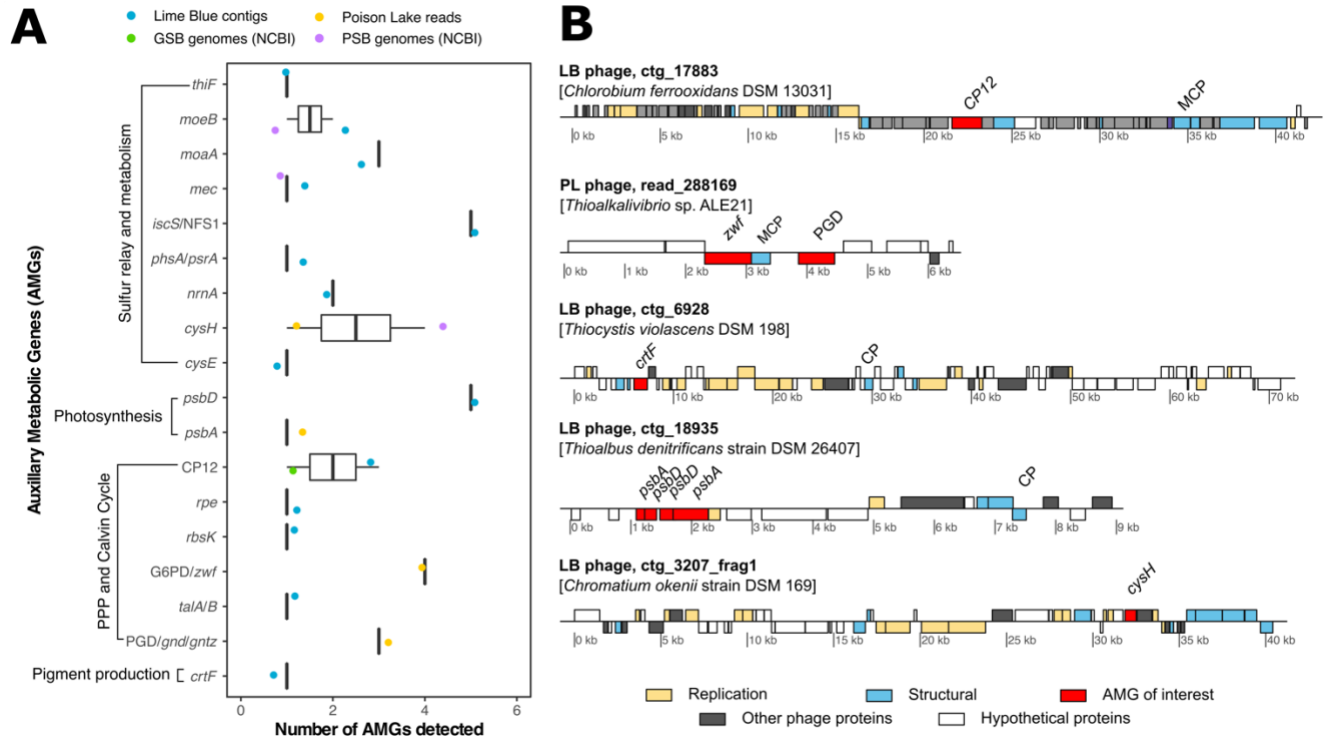 A
Lime Blue contigs
Poison Lake reads
GSB genomes (NCBI)
PSB genomes (NCBI)
Auxillary Metabolic Genes (AMGs)
Sulfur relay and metabolism
thiF
moeB
moaA
mec
iscS/NFS1
phsA/psrA
nrnA
cysH
cysE
Photosynthesis
psbD
psbA
PPP and Calvin Cycle
CP12
rpe
rbsK
G6PD/zwf
talA/B
PGD/gnd/gntz
Pigment production
crtF
0 2 4 6
Number of AMGs detected
B
LB phage, ctg_17883
[Chlorobium ferrooxidans DSM 13031]
CP12
MCP
0 kb 5 kb 10 kb 15 kb 20 kb 25 kb 30 kb 35 kb 40 kb
PL phage, read_288169
[Thioalkalivibrio sp. ALE21]
zwf
MCP
PGD
0 kb 1 kb 2 kb 3 kb 4 kb 5 kb 6 kb
LB phage, ctg_6928
[Thiocystis violascens DSM 198]
crtF
CP
0 kb 10 kb 20 kb 30 kb 40 kb 50 kb 60 kb 70 kb
LB phage, ctg_18935
[Thioalbus denitrificans strain DSM 26407]
psbA
psbD
psbD
psbA
CP
0 kb 1 kb 2 kb 3 kb 4 kb 5 kb 6 kb 7 kb 8 kb 9 kb
LB phage, ctg_3207_frag1
[Chromatium okenii strain DSM 169]
cysH
0 kb 5 kb 10 kb 15 kb 20 kb 25 kb 30 kb 35 kb 40 kb
Replication
Structural
AMG of interest
Other phage proteins
Hypothetical proteins